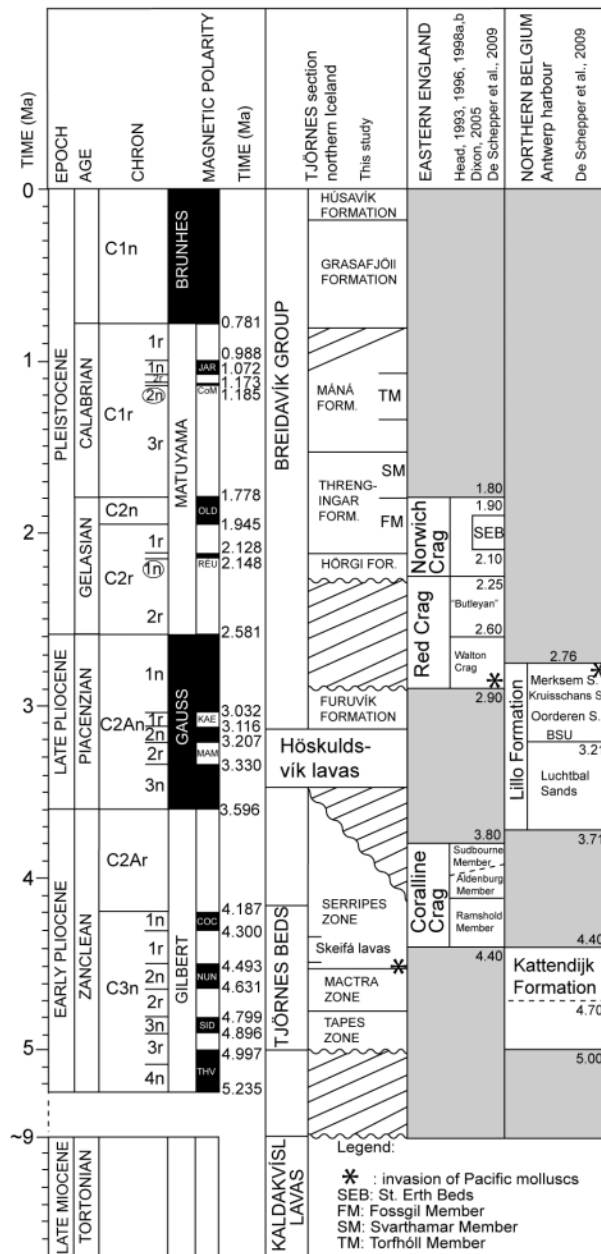 TIME (Ma)
EPOCH
AGE
CHRON
MAGNETIC POLARITY
TIME (Ma)
TJÖRNES section
northern Iceland
This study
EASTERN ENGLAND
Head, 1993, 1996, 1998a,b
Dixon, 2005
De Schepper et al., 2009
NORTHERN BELGIUM
Antwerp harbour
De Schepper et al., 2009
0
1
2
3
4
5
~9
PLEISTOCENE
LATE PLIOCENE
EARLY PLIOCENE
LATE MIOCENE
CALABRIAN
GELASIAN
PIACENZIAN
ZANCLEAN
TORTONIAN
C1n
1r
1n
2r
2n
C1r
3r
C2n
1r
1n
C2r
2r
1n
C2An
1r
2n
2r
3n
C2Ar
1n
1r
C3n
2n
2r
3n
3r
4n
BRUNHES
MATUYAMA
GAUSS
GILBERT
JAR
CoM
OLD
RÉU
KAE
MAM
COC
NUN
SID
THV
0.781
0.988
1.072
1.173
1.185
1.778
1.945
2.128
2.148
2.581
3.032
3.116
3.207
3.330
3.596
4.187
4.300
4.493
4.631
4.799
4.896
4.997
5.235
BREIDAVÍK GROUP
HÚSAVÍK
FORMATION
GRASAFJÖll
FORMATION
MÁNÁ
FORM.
TM
SM
THRENG-
INGAR
FORM.
FM
HÖRGI FOR.
FURUVÍK
FORMATION
Höskulds-
vík lavas
TJÖRNES BEDS
SERRIPES
ZONE
Skeifá lavas
*
MACTRA
ZONE
TAPES
ZONE
KALDAKVÍSL
LAVAS
Norwich
Crag
1.80
1.90
SEB
2.10
Red Crag
2.25
"Butleyan"
2.60
Walton
Crag
*
2.90
3.80
Coralline
Crag
Sudbourne
Member
Aldenburg
Member
Ramshold
Member
4.40
2.76
*
Lillo Formation
Merksem S.
Kruisschans S
Oorderen S.
BSU
3.21
Luchtbal
Sands
3.71
4.40
Kattendijk
Formation
4.70
5.00
Legend:
* : invasion of Pacific molluscs
SEB: St. Erth Beds
FM: Fossgil Member
SM: Svarthamar Member
TM: Torfhóll Member